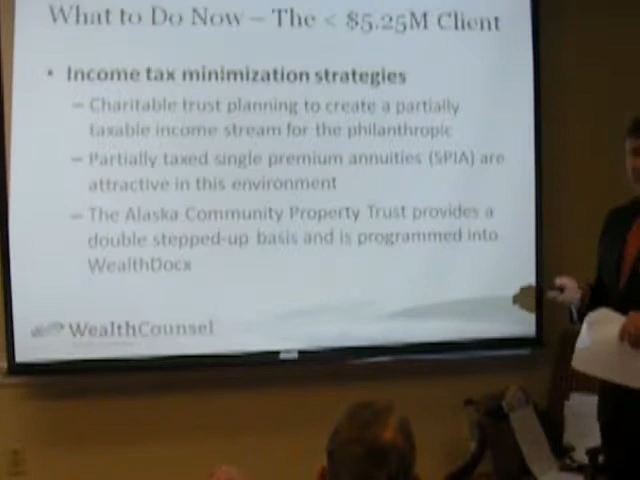 What to Do Now – The < $5.25M Client
• Income tax minimization strategies
– Charitable trust planning to create a partially
taxable income stream for the philanthropic
– Partially taxed single premium annuities (SPIA) are
attractive in this environment
– The Alaska Community Property Trust provides a
double stepped-up basis and is programmed into
WealthDocx
WealthCounsel